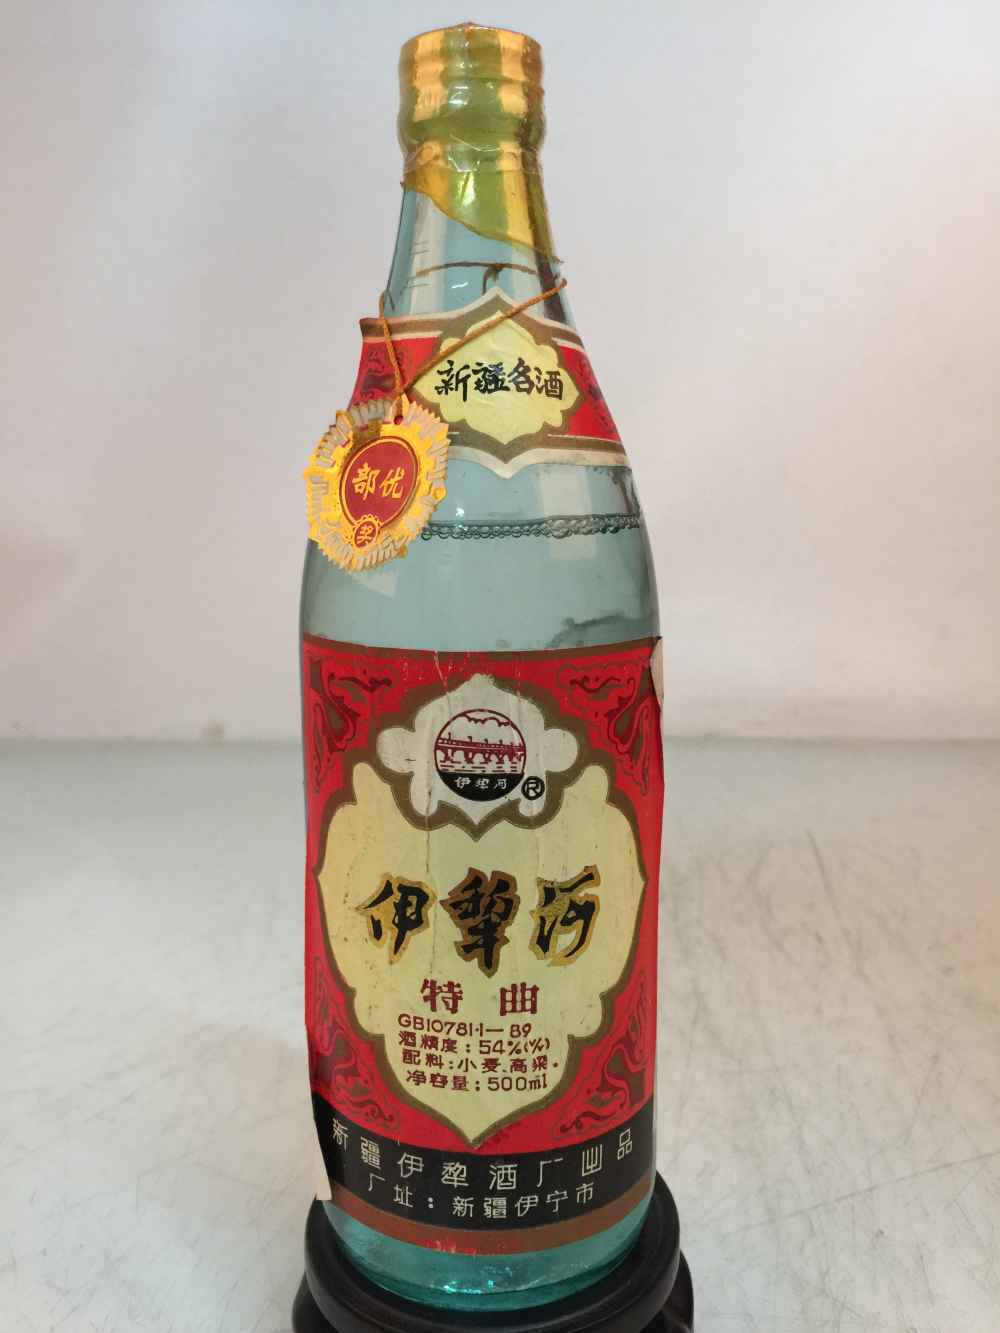 新疆名酒
部优
奖
伊犁河
R
伊犁河
特曲
GB10781·1—89
酒精度：54%(%)
配料：小麦、高粱.
净容量：500ml
新疆伊犁酒厂出品
厂址：新疆伊宁市